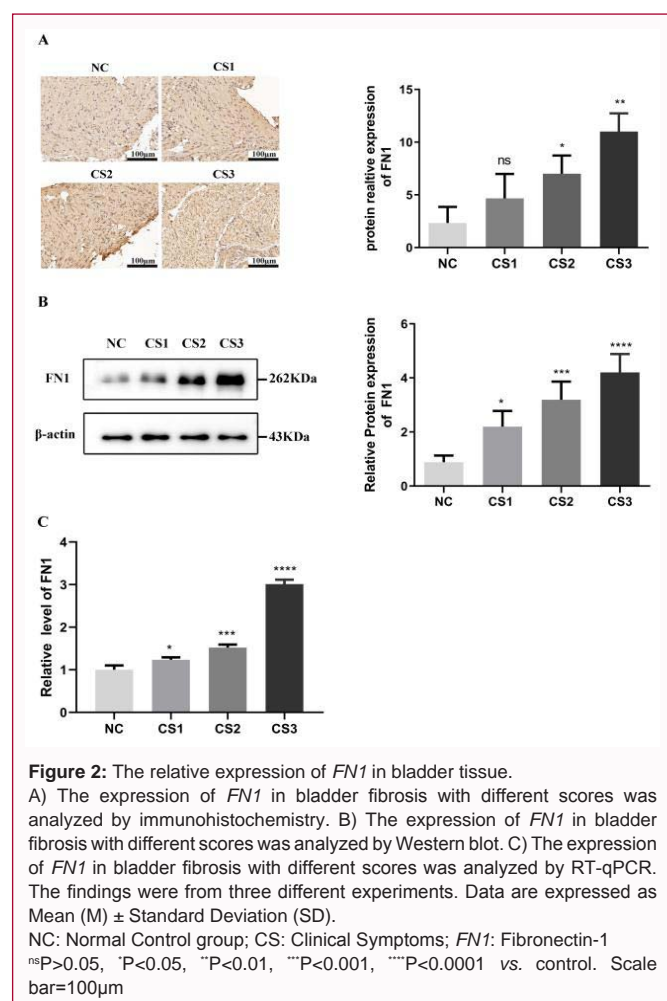 A
NC CS1
100μm 100μm
CS2 CS3
100μm 100μm
protein realtive expression
of FN1
15
10
5
0
ns * **
NC CS1 CS2 CS3
B
NC CS1 CS2 CS3
FN1 262KDa
β-actin 43KDa
Relative Protein expression
of FN1
6
4
2
0
* *** ****
NC CS1 CS2 CS3
C
Relative level of FN1
4
3
2
1
0
* *** ****
NC CS1 CS2 CS3
Figure 2: The relative expression of FN1 in bladder tissue.
A) The expression of FN1 in bladder fibrosis with different scores was
analyzed by immunohistochemistry. B) The expression of FN1 in bladder
fibrosis with different scores was analyzed by Western blot. C) The expression
of FN1 in bladder fibrosis with different scores was analyzed by RT-qPCR.
The findings were from three different experiments. Data are expressed as
Mean (M) ± Standard Deviation (SD).
NC: Normal Control group; CS: Clinical Symptoms; FN1: Fibronectin-1
nsP>0.05, *P<0.05, **P<0.01, ***P<0.001, ****P<0.0001 vs. control. Scale
bar=100μm